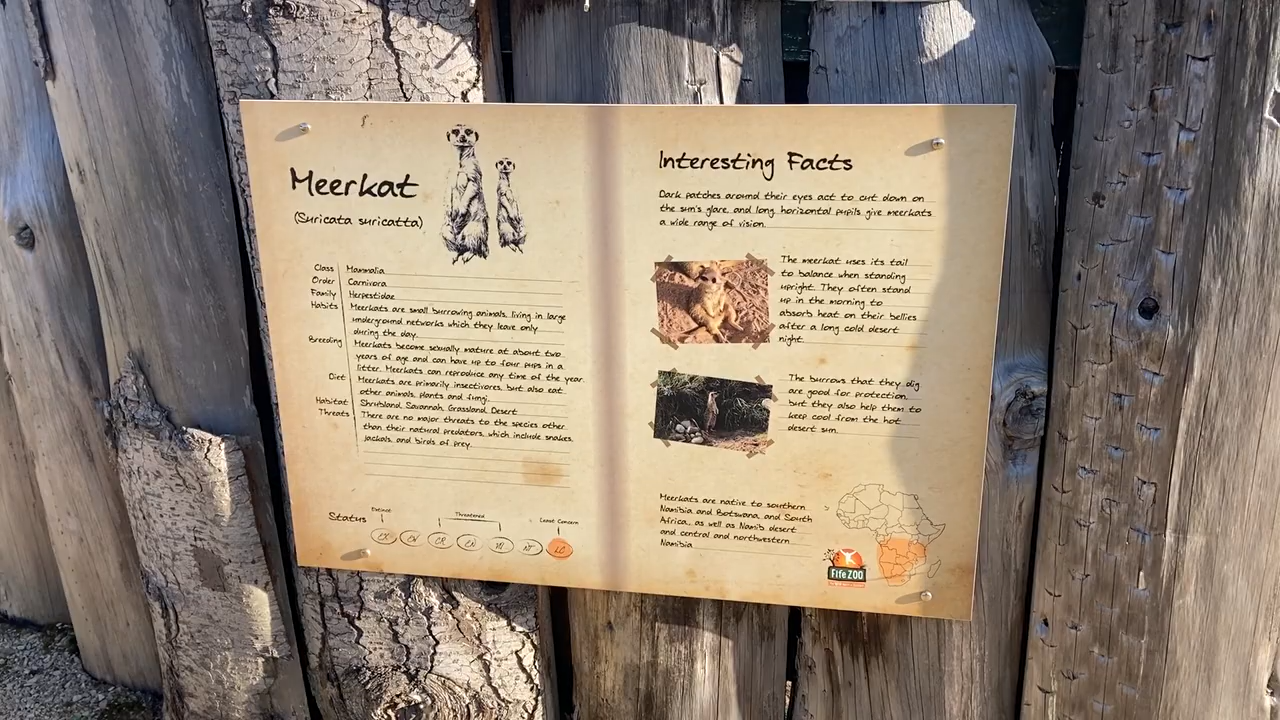 Meerkat
(Suricata suricatta)
Class Mammalia
Order Carnivora
Family Herpestidae
Habits Meerkats are small burrowing animals, living in large
underground networks which they leave only
during the day.
Breeding Meerkats become sexually mature at about two
years of age and can have up to four pups in a
litter. Meerkats can reproduce any time of the year.
Diet Meerkats are primarily insectivores, but also eat
other animals, plants and fungi.
Habitat Shrubland, Savannah, Grassland, Desert
Threats There are no major threats to the species other
than their natural predators, which include snakes,
jackals, and birds of prey.
Status
Extinct Threatened Least Concern
EX EW CR EN VU NT LC
Interesting Facts
Dark patches around their eyes act to cut down on
the sun's glare, and long, horizontal pupils give meerkats
a wide range of vision.
The meerkat uses its tail
to balance when standing
upright. They often stand
up in the morning to
absorb heat on their bellies
after a long cold desert
night.
The burrows that they dig
are good for protection,
but they also help them to
keep cool from the hot
desert sun.
Meerkats are native to southern
Namibia and Botswana, and South
Africa, as well as Namib desert
and central and northwestern
Namibia
Fife ZOO